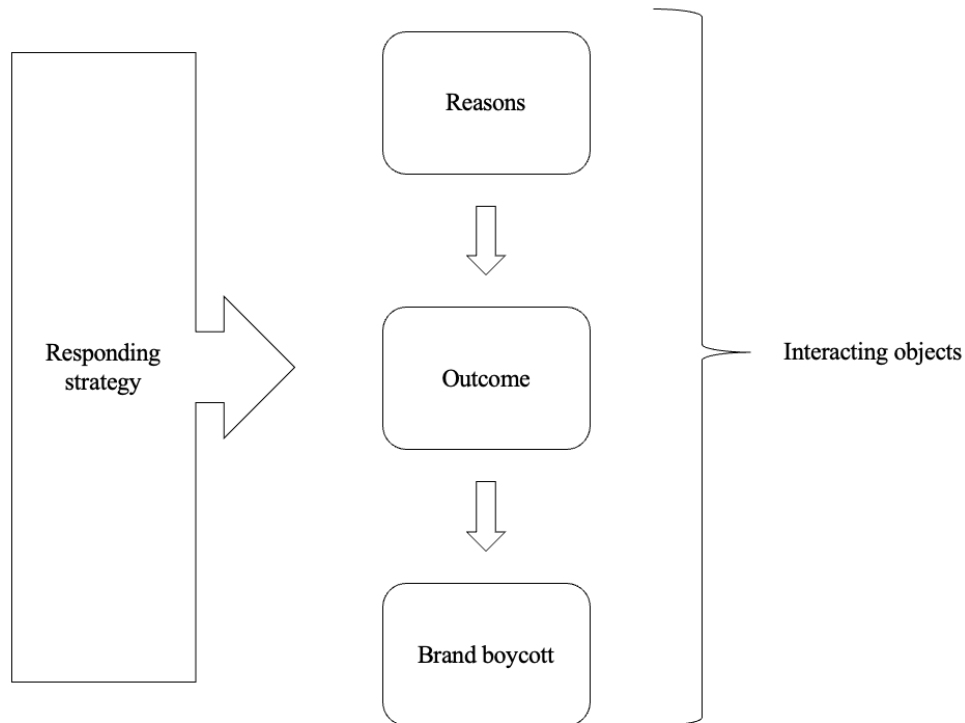 Reasons
Responding
strategy
Outcome
Interacting objects
Brand boycott